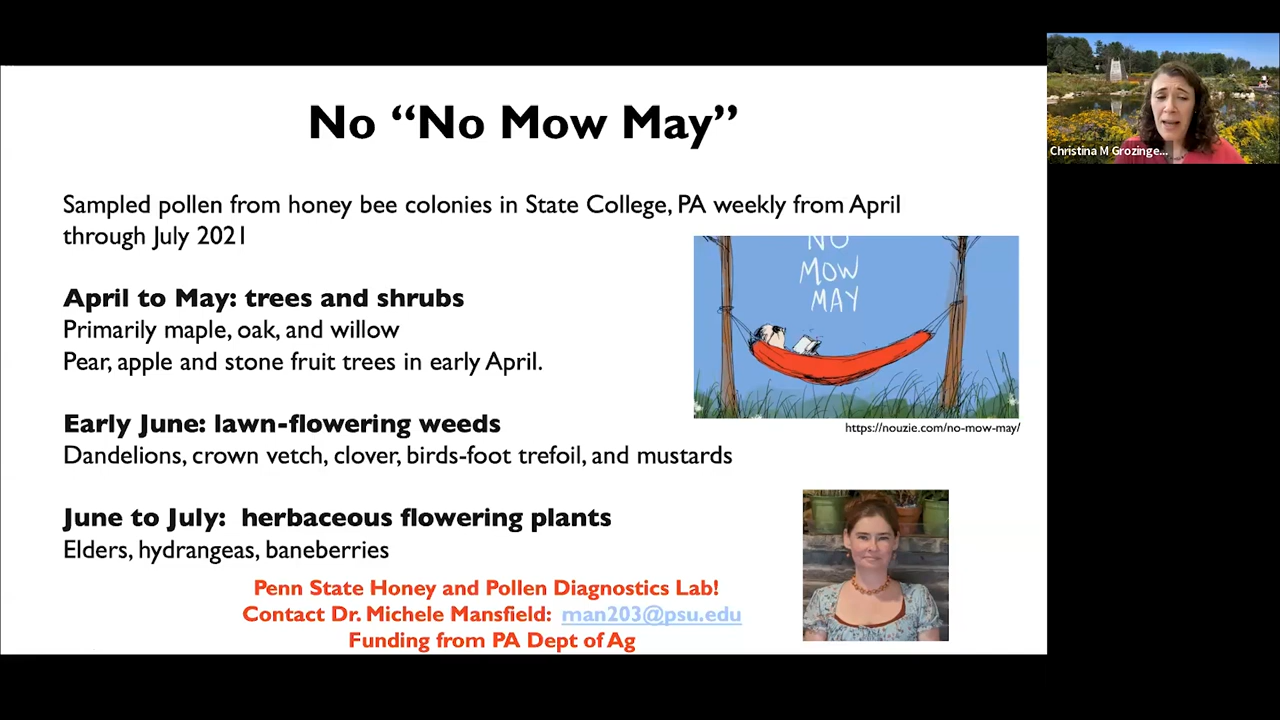 No “No Mow May”
Christina M Grozinge...
Sampled pollen from honey bee colonies in State College, PA weekly from April
through July 2021
NO
MOW
MAY
April to May: trees and shrubs
Primarily maple, oak, and willow
Pear, apple and stone fruit trees in early April.
https://nouzie.com/no-mow-may/
Early June: lawn-flowering weeds
Dandelions, crown vetch, clover, birds-foot trefoil, and mustards
June to July:  herbaceous flowering plants
Elders, hydrangeas, baneberries
Penn State Honey and Pollen Diagnostics Lab!
Contact Dr. Michele Mansfield:  man203@psu.edu
Funding from PA Dept of Ag